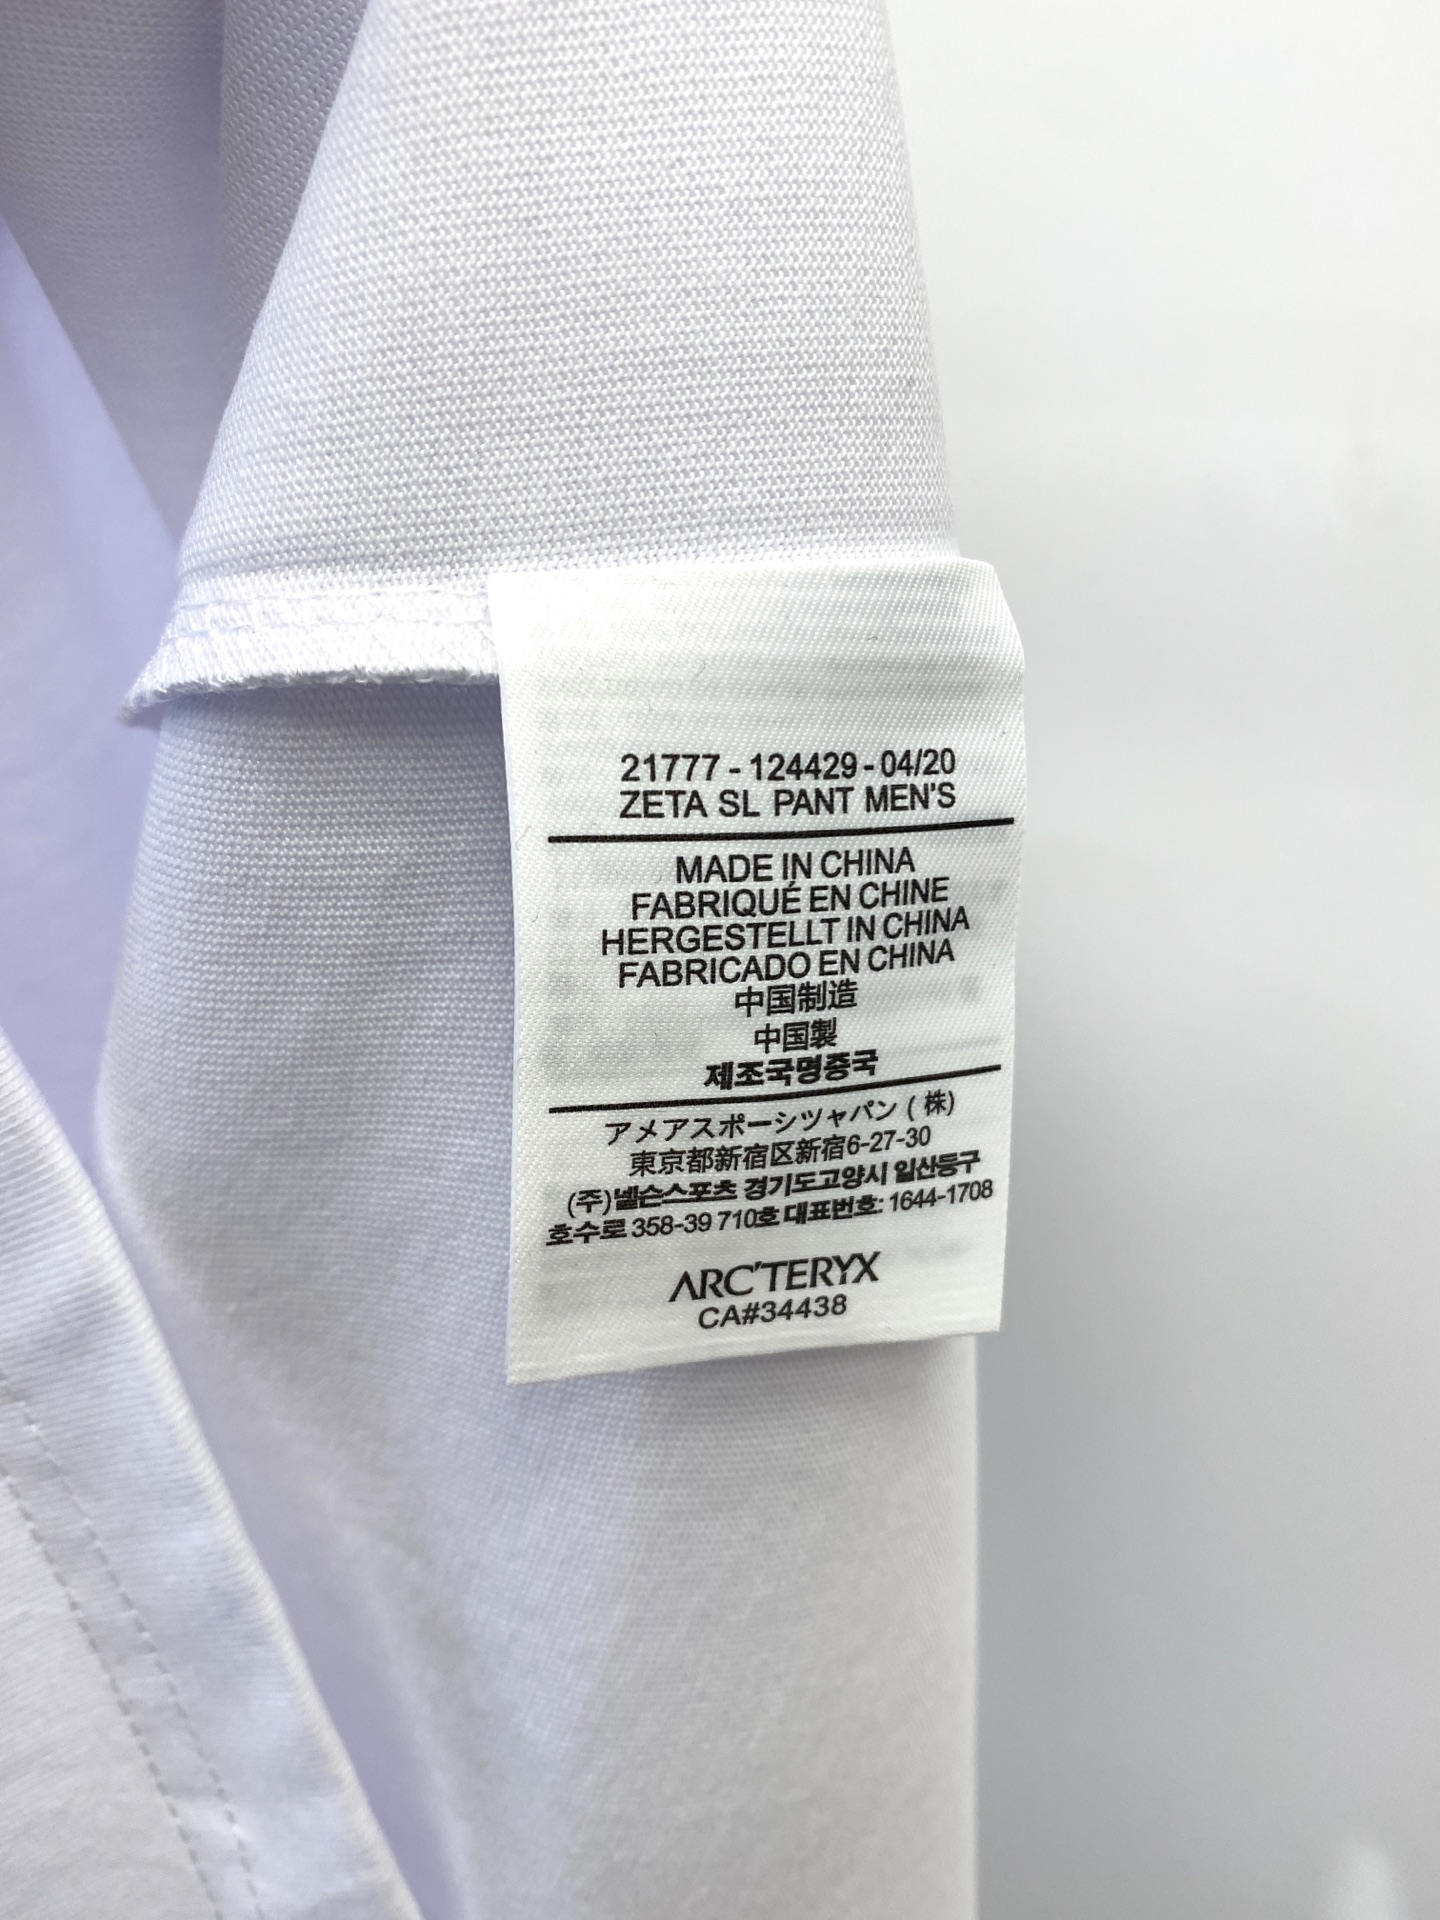 21777 - 124429 - 04/20
ZETA SL PANT MEN'S
MADE IN CHINA
FABRIQUÉ EN CHINE
HERGESTELLT IN CHINA
FABRICADO EN CHINA
中国制造
中国製
제조국명중국
アメアスポーシツャパン ( 株)
東京都新宿区新宿6-27-30
(주)넬슨스포츠 경기도고양시 일산동구
호수로 358-39 710호 대표번호: 1644-1708
ARC'TERYX
CA#34438